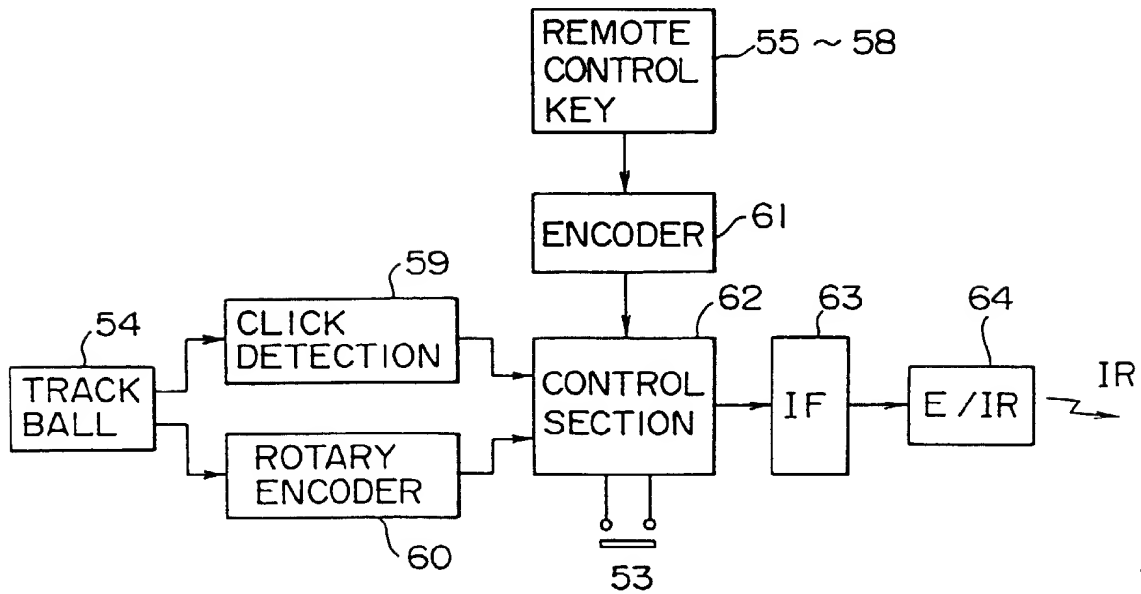 REMOTE
CONTROL
KEY
55 ~ 58
ENCODER
61
59
CLICK
DETECTION
54
TRACK
BALL
ROTARY
ENCODER
60
62
CONTROL
SECTION
53
63
IF
64
E/IR
IR